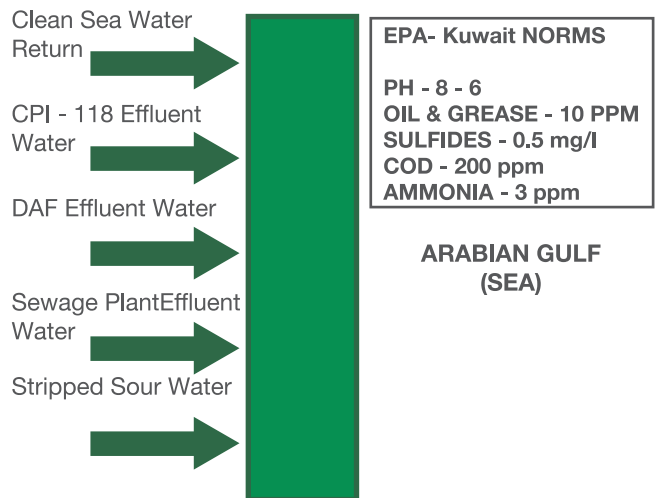 Clean Sea Water
Return
CPI - 118 Effluent
Water
DAF Effluent Water
Sewage PlantEffluent
Water
Stripped Sour Water
EPA- Kuwait NORMS
PH - 8 - 6
OIL & GREASE - 10 PPM
SULFIDES - 0.5 mg/l
COD - 200 ppm
AMMONIA - 3 ppm
ARABIAN GULF
(SEA)